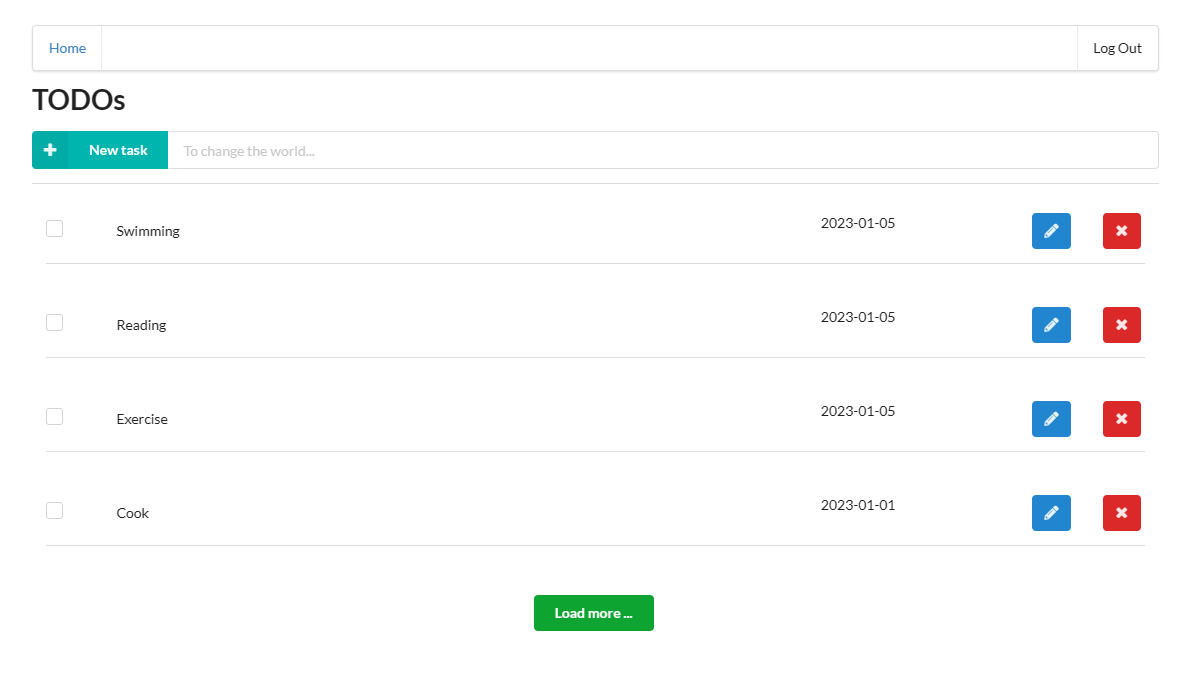 Home
Log Out
TODOs
New task
To change the world...
Swimming 2023-01-05
Reading 2023-01-05
Exercise 2023-01-05
Cook 2023-01-01
Load more ...